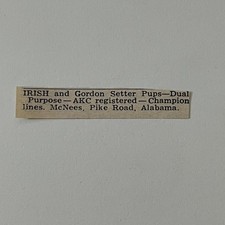 IRISH and Gordon Setter Pups—Dual
Purpose—AKC registered—Champion
lines. McNees, Pike Road, Alabama.